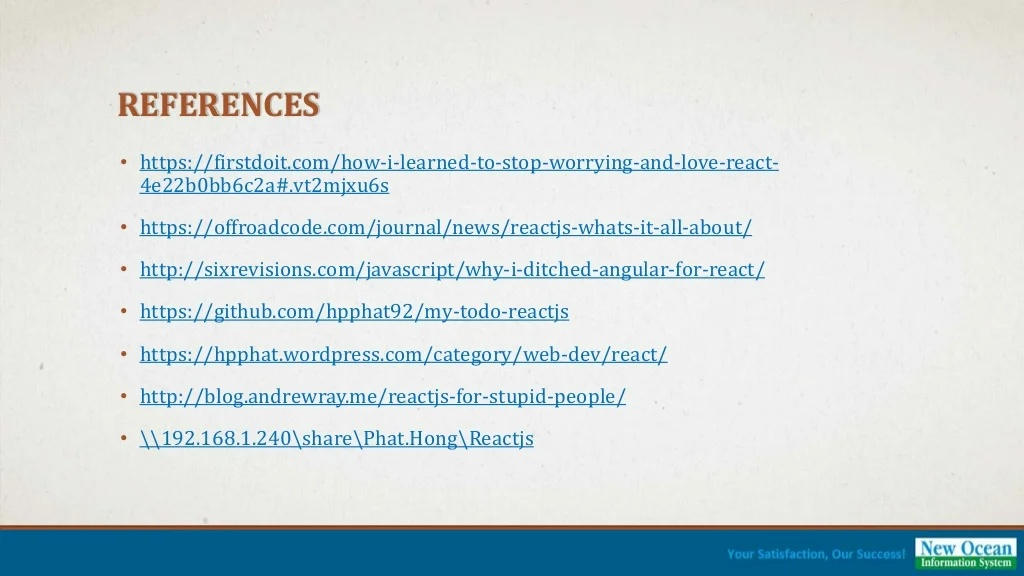 REFERENCES
• https://firstdoit.com/how-i-learned-to-stop-worrying-and-love-react-
4e22b0bb6c2a#.vt2mjxu6s
• https://offroadcode.com/journal/news/reactjs-whats-it-all-about/
• http://sixrevisions.com/javascript/why-i-ditched-angular-for-react/
• https://github.com/hpphat92/my-todo-reactjs
• https://hpphat.wordpress.com/category/web-dev/react/
• http://blog.andrewray.me/reactjs-for-stupid-people/
• \\192.168.1.240\share\Phat.Hong\Reactjs
Your Satisfaction, Our Success!
New Ocean
Information System